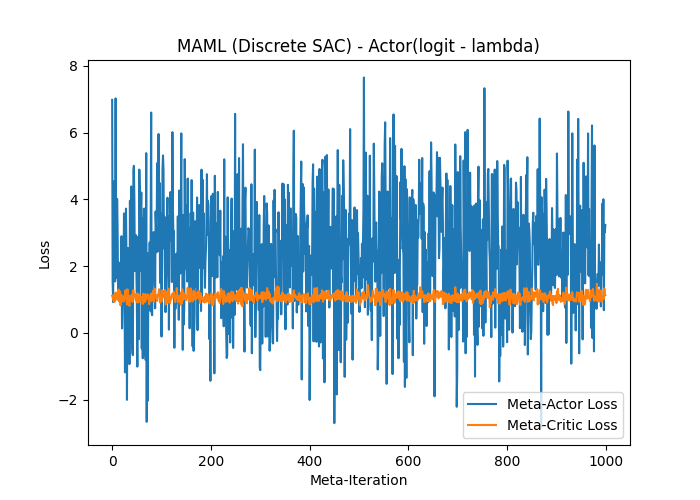 MAML (Discrete SAC) - Actor(logit - lambda)
8
6
4
2
0
−2
Loss
0 200 400 600 800 1000
Meta-Iteration
Meta-Actor Loss
Meta-Critic Loss